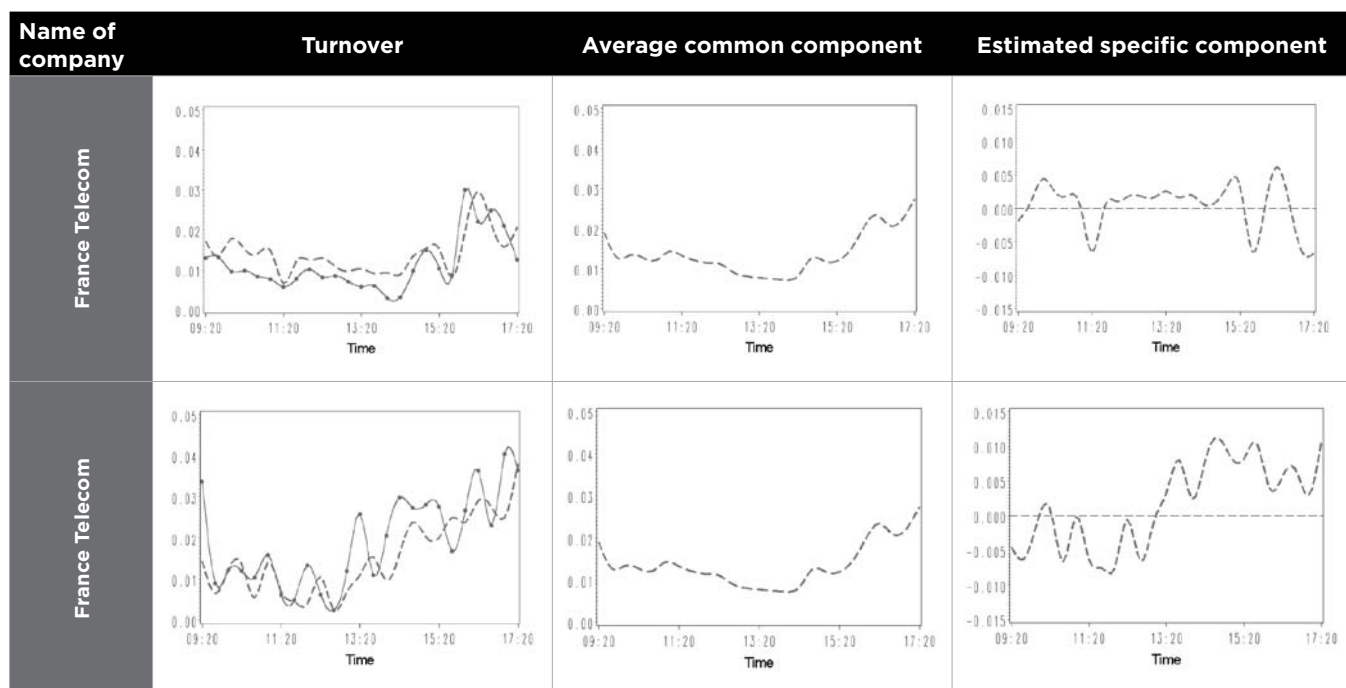 Name of
company
Turnover
Average common component
Estimated specific component
France Telecom
0.05
0.04
0.03
0.02
0.01
0.00
09:20 11:20 13:20 15:20 17:20
Time
0.05
0.04
0.03
0.02
0.01
0.00
09:20 11:20 13:20 15:20 17:20
Time
0.015
0.010
0.005
0.000
-0.005
-0.010
-0.015
09:20 11:20 13:20 15:20 17:20
Time
France Telecom
0.05
0.04
0.03
0.02
0.01
0.00
09:20 11:20 13:20 15:20 17:20
Time
0.05
0.04
0.03
0.02
0.01
0.00
09:20 11:20 13:20 15:20 17:20
Time
0.015
0.010
0.005
0.000
-0.005
-0.010
-0.015
09:20 11:20 13:20 15:20 17:20
Time